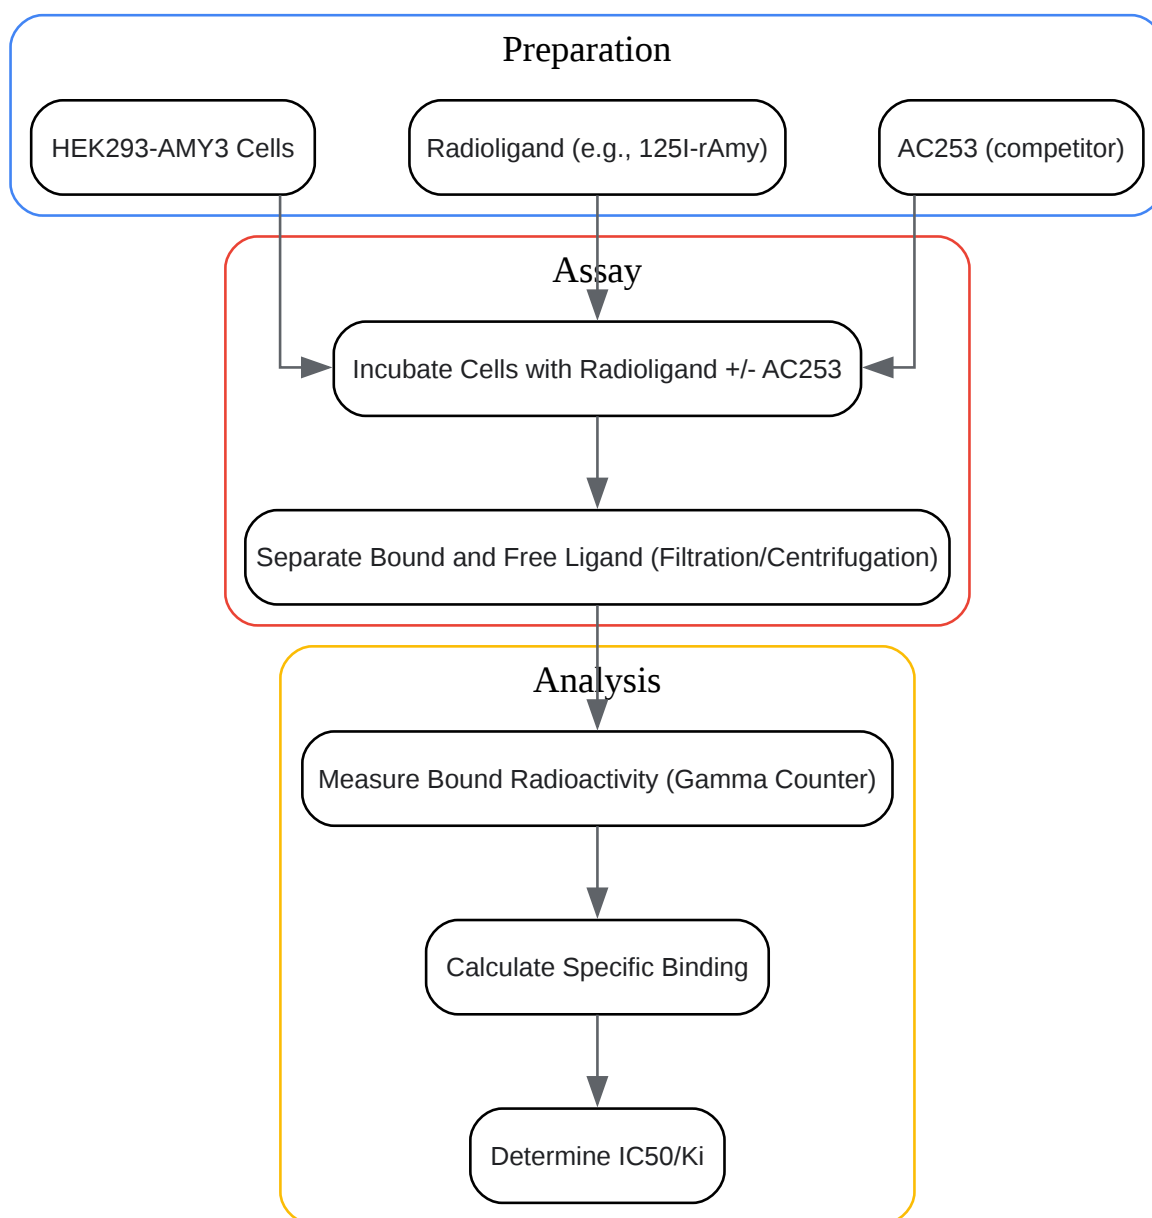 Preparation
HEK293-AMY3 Cells
Radioligand (e.g., 125I-rAmy)
AC253 (competitor)
Assay
Incubate Cells with Radioligand +/- AC253
Separate Bound and Free Ligand (Filtration/Centrifugation)
Analysis
Measure Bound Radioactivity (Gamma Counter)
Calculate Specific Binding
Determine IC50/Ki